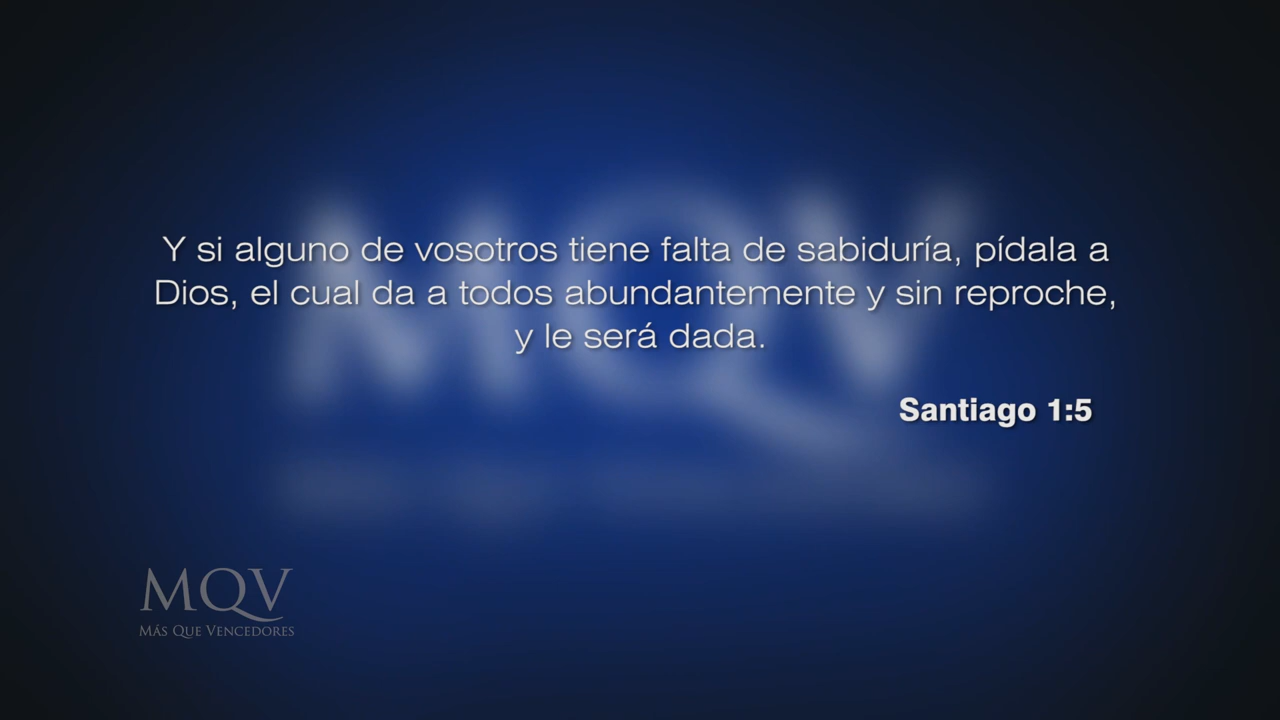 Y si alguno de vosotros tiene falta de sabiduría, pídala a
Dios, el cual da a todos abundantemente y sin reproche,
y le será dada.
Santiago 1:5
MQV
MQV
MÁS QUE VENCEDORES